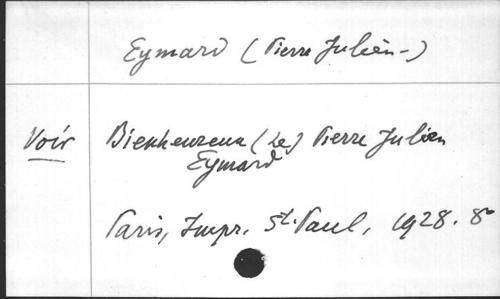 Eymard (Pierre Julien-)
Voir Bienheureux (Le) Pierre Julien
Eymard
Paris, Impr. St. Paul, 1928. 8°